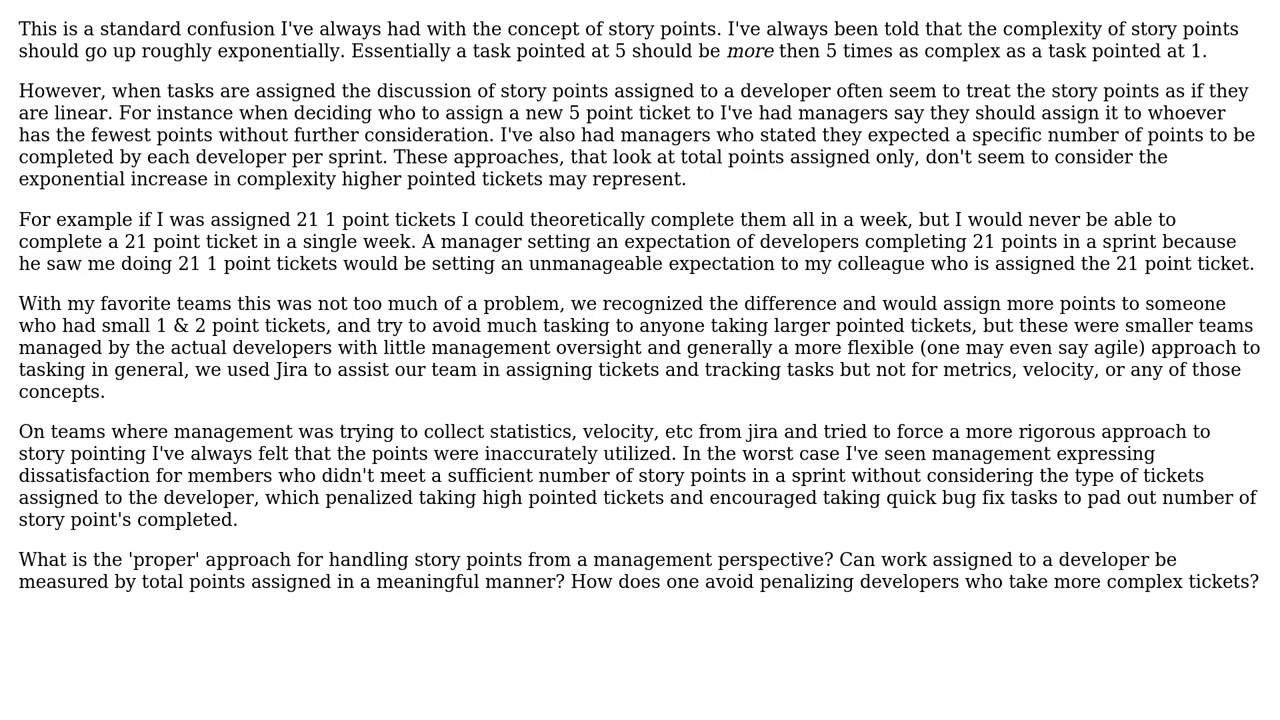 This is a standard confusion I've always had with the concept of story points. I've always been told that the complexity of story points
should go up roughly exponentially. Essentially a task pointed at 5 should be more then 5 times as complex as a task pointed at 1.
However, when tasks are assigned the discussion of story points assigned to a developer often seem to treat the story points as if they
are linear. For instance when deciding who to assign a new 5 point ticket to I've had managers say they should assign it to whoever
has the fewest points without further consideration. I've also had managers who stated they expected a specific number of points to be
completed by each developer per sprint. These approaches, that look at total points assigned only, don't seem to consider the
exponential increase in complexity higher pointed tickets may represent.
For example if I was assigned 21 1 point tickets I could theoretically complete them all in a week, but I would never be able to
complete a 21 point ticket in a single week. A manager setting an expectation of developers completing 21 points in a sprint because
he saw me doing 21 1 point tickets would be setting an unmanageable expectation to my colleague who is assigned the 21 point ticket.
With my favorite teams this was not too much of a problem, we recognized the difference and would assign more points to someone
who had small 1 & 2 point tickets, and try to avoid much tasking to anyone taking larger pointed tickets, but these were smaller teams
managed by the actual developers with little management oversight and generally a more flexible (one may even say agile) approach to
tasking in general, we used Jira to assist our team in assigning tickets and tracking tasks but not for metrics, velocity, or any of those
concepts.
On teams where management was trying to collect statistics, velocity, etc from jira and tried to force a more rigorous approach to
story pointing I've always felt that the points were inaccurately utilized. In the worst case I've seen management expressing
dissatisfaction for members who didn't meet a sufficient number of story points in a sprint without considering the type of tickets
assigned to the developer, which penalized taking high pointed tickets and encouraged taking quick bug fix tasks to pad out number of
story point's completed.
What is the 'proper' approach for handling story points from a management perspective? Can work assigned to a developer be
measured by total points assigned in a meaningful manner? How does one avoid penalizing developers who take more complex tickets?